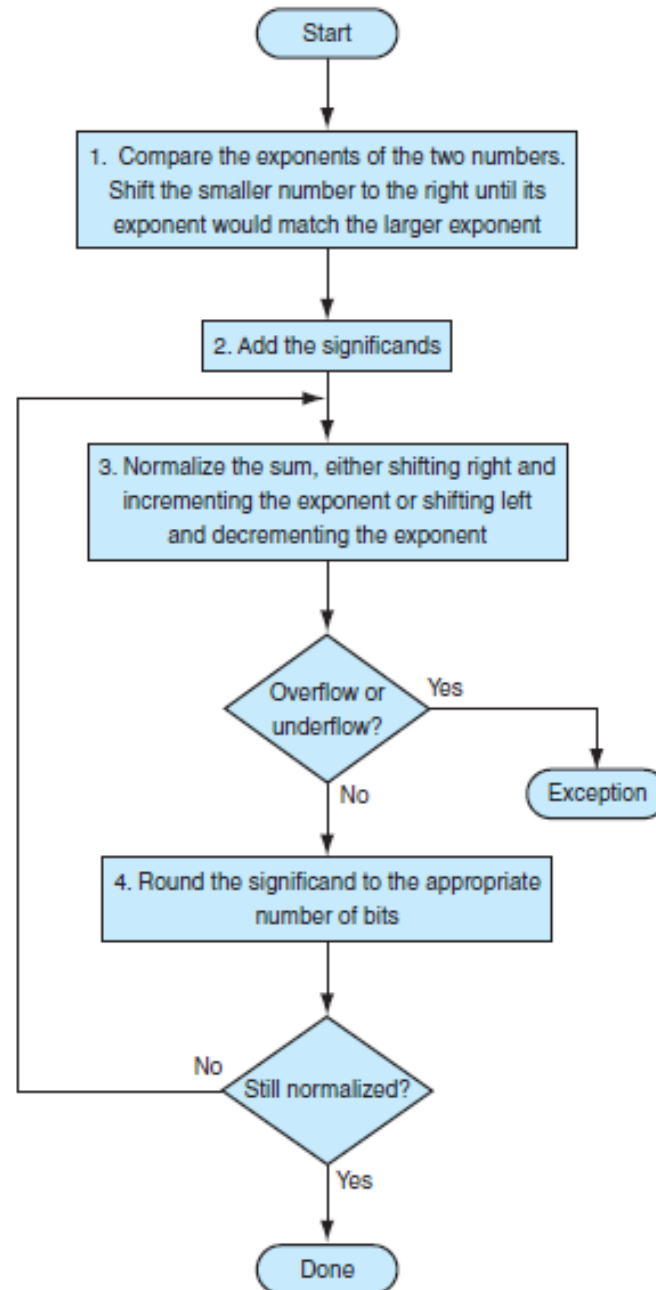 Start
1. Compare the exponents of the two numbers.
Shift the smaller number to the right until its
exponent would match the larger exponent
2. Add the significands
3. Normalize the sum, either shifting right and
incrementing the exponent or shifting left
and decrementing the exponent
Overflow or
underflow?
Yes
No
Exception
4. Round the significand to the appropriate
number of bits
No
Still normalized?
Yes
Done